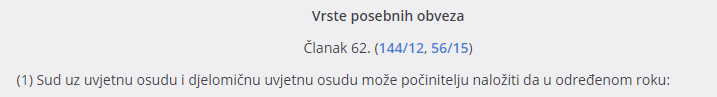 Vrste posebnih obveza
Članak 62. (144/12, 56/15)
(1) Sud uz uvjetnu osudu i djelomičnu uvjetnu osudu može počinitelju naložiti da u određenom roku: